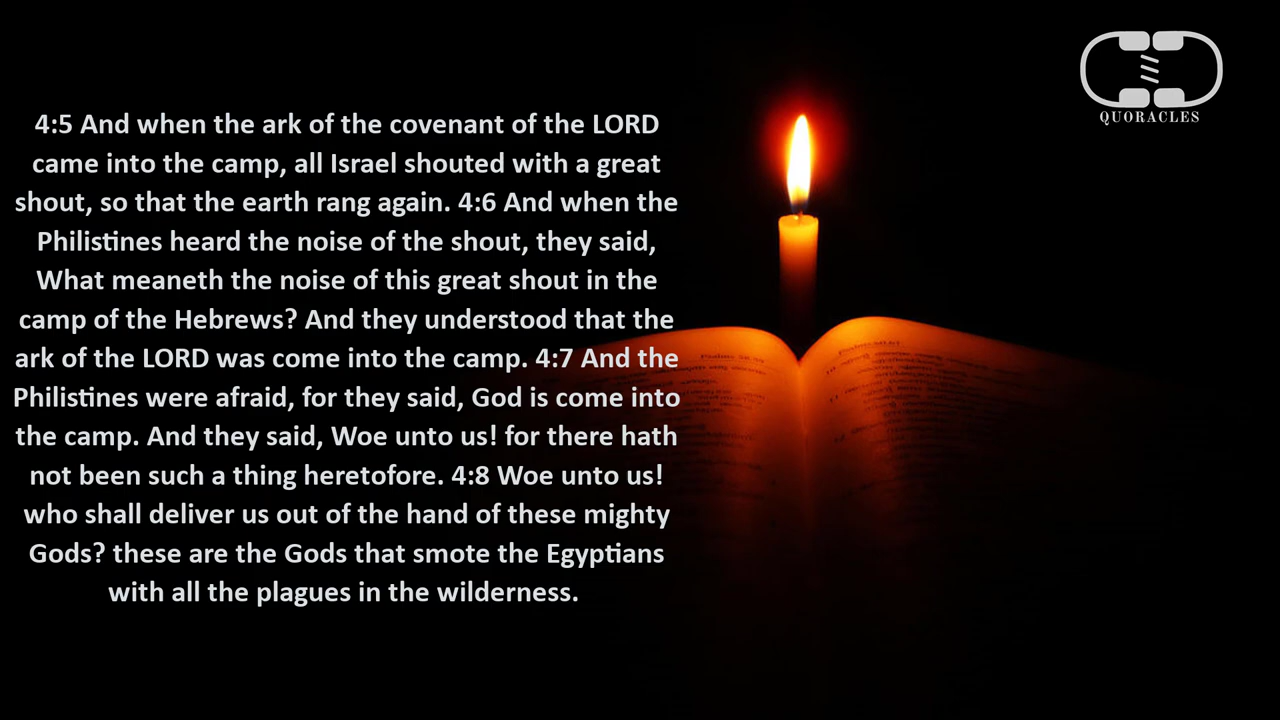 4:5 And when the ark of the covenant of the LORD
came into the camp, all Israel shouted with a great
shout, so that the earth rang again. 4:6 And when the
Philistines heard the noise of the shout, they said,
What meaneth the noise of this great shout in the
camp of the Hebrews? And they understood that the
ark of the LORD was come into the camp. 4:7 And the
Philistines were afraid, for they said, God is come into
the camp. And they said, Woe unto us! for there hath
not been such a thing heretofore. 4:8 Woe unto us!
who shall deliver us out of the hand of these mighty
Gods? these are the Gods that smote the Egyptians
with all the plagues in the wilderness.
QUORACLES